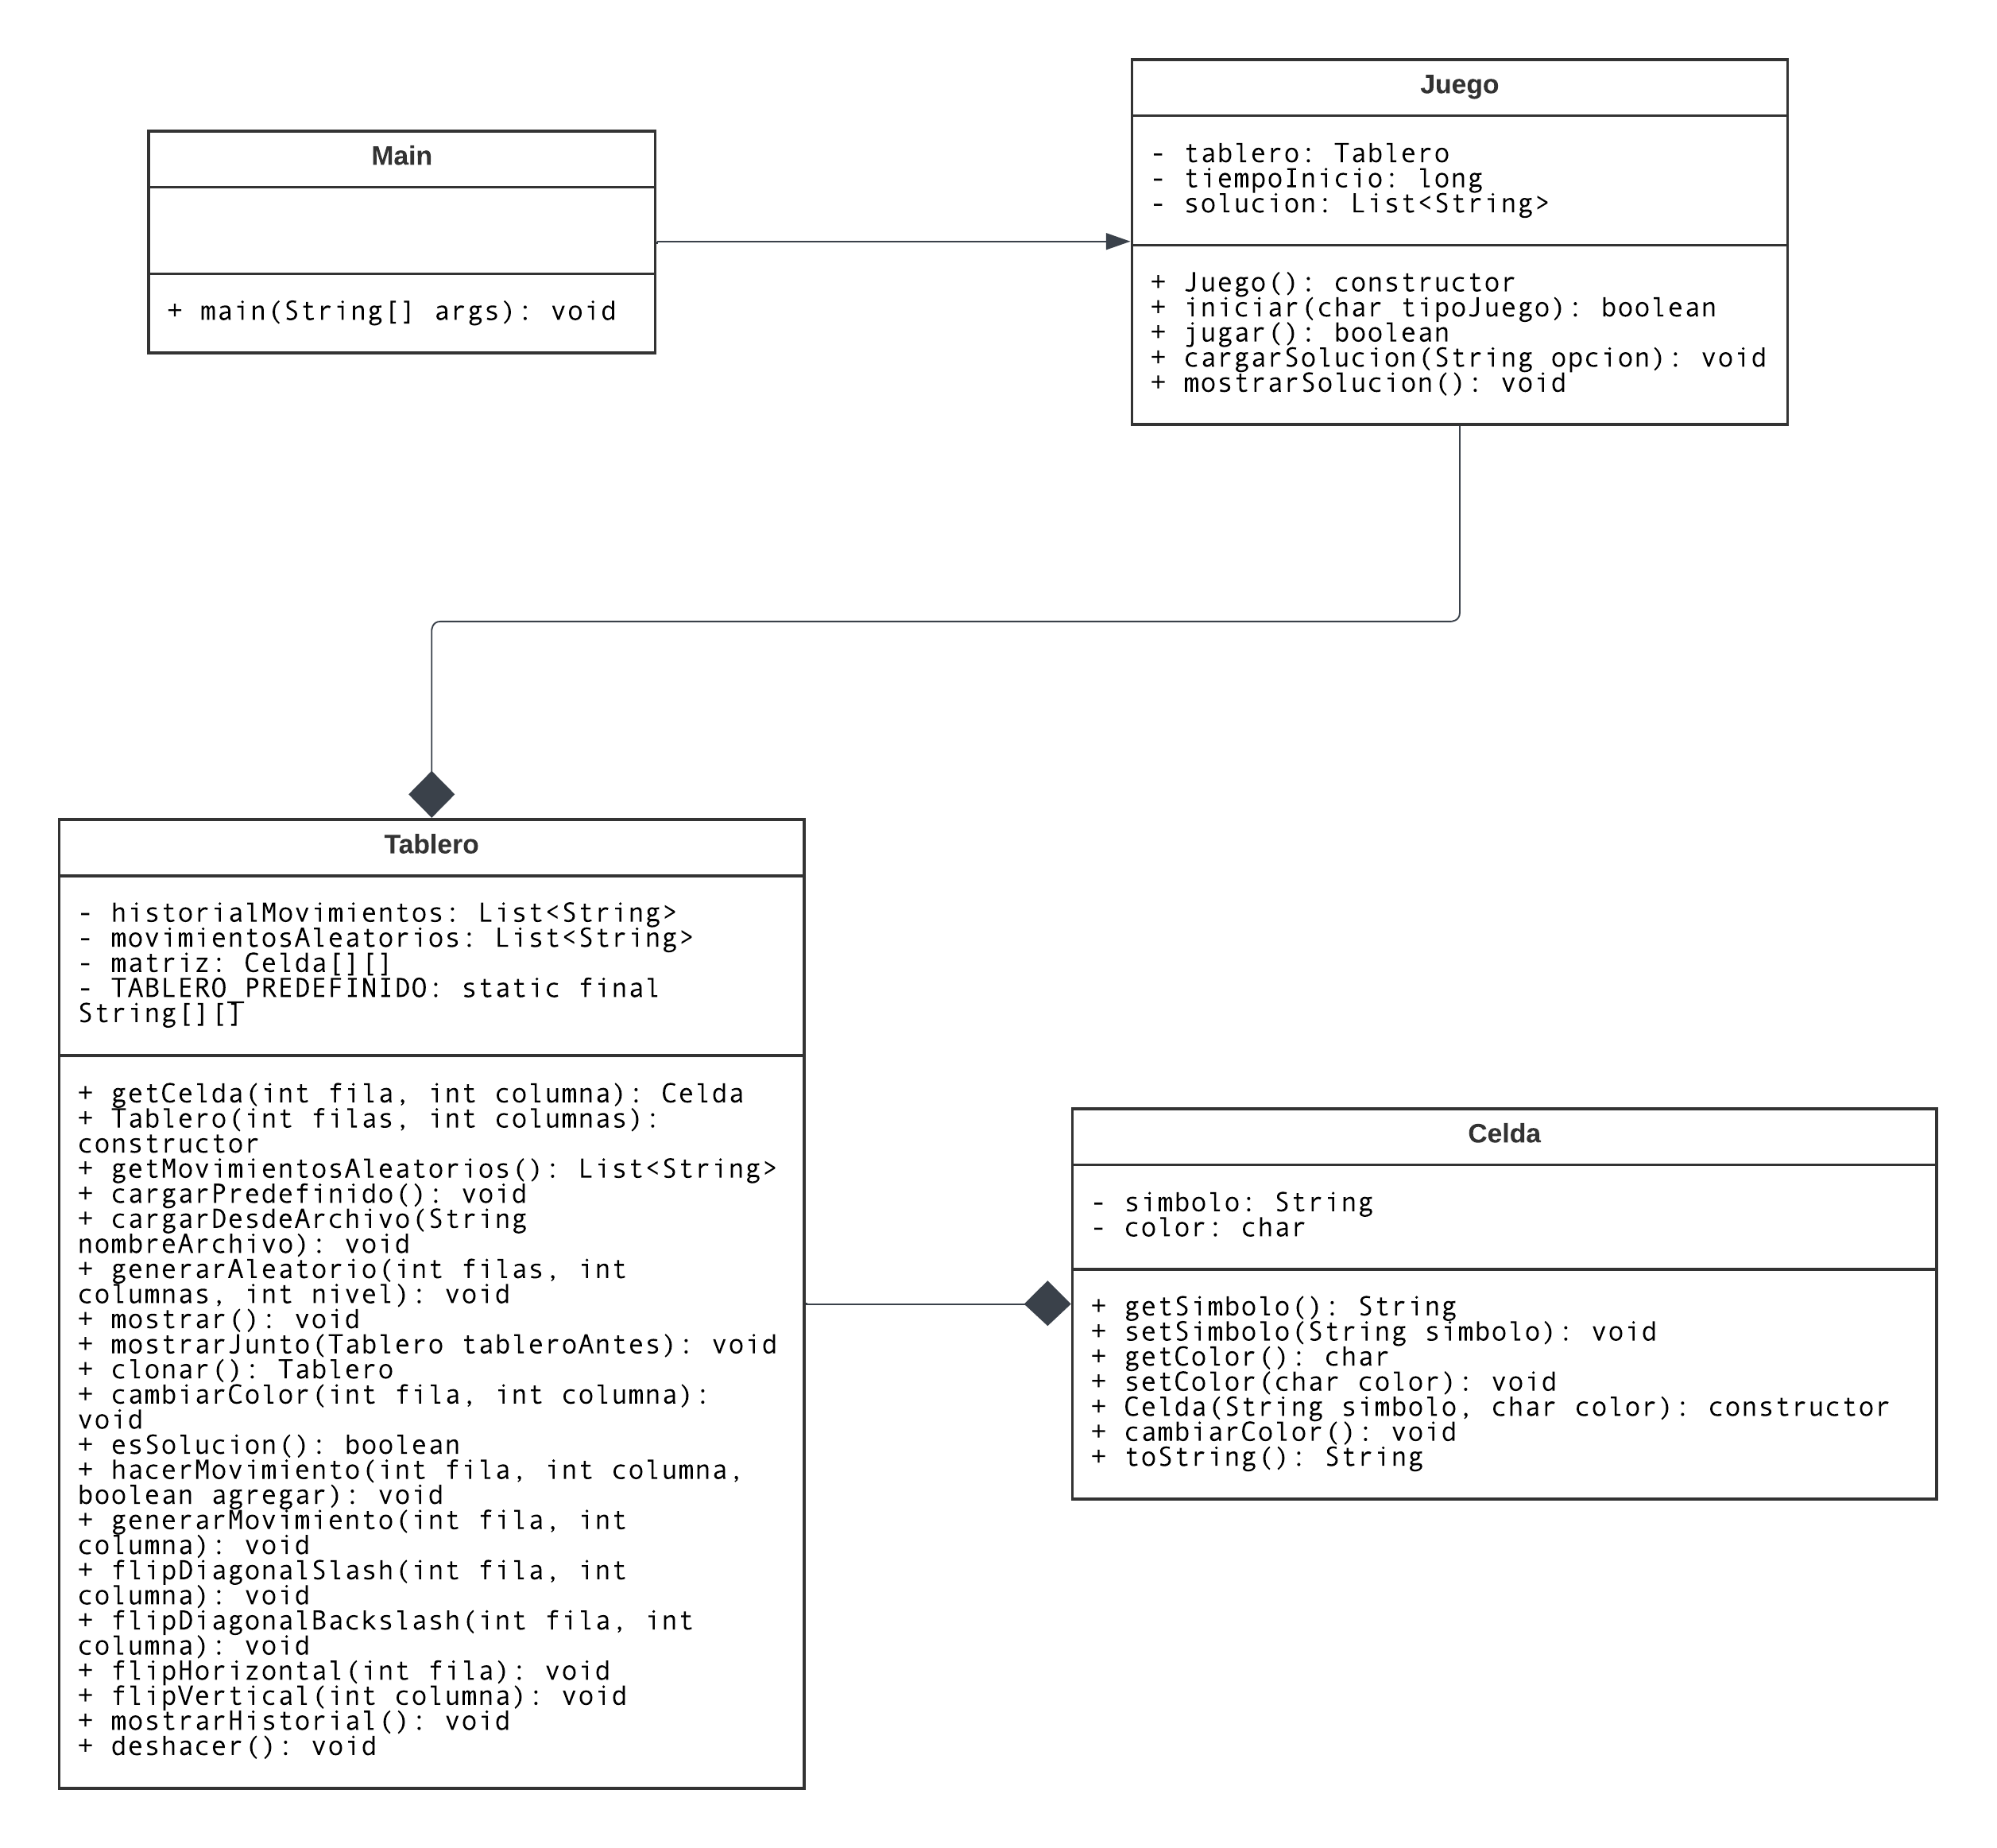 Main
+ main(String[] args): void
Juego
- tablero: Tablero
- tiempoInicio: long
- solucion: List<String>
+ Juego(): constructor
+ iniciar(char tipoJuego): boolean
+ jugar(): boolean
+ cargarSolucion(String opcion): void
+ mostrarSolucion(): void
Tablero
- historialMovimientos: List<String>
- movimientosAleatorios: List<String>
- matriz: Celda[][]
- TABLERO_PREDEFINIDO: static final
String[][]
+ getCelda(int fila, int columna): Celda
+ Tablero(int filas, int columnas):
constructor
+ getMovimientosAleatorios(): List<String>
+ cargarPredefinido(): void
+ cargarDesdeArchivo(String
nombreArchivo): void
+ generarAleatorio(int filas, int
columnas, int nivel): void
+ mostrar(): void
+ mostrarJunto(Tablero tableroAntes): void
+ clonar(): Tablero
+ cambiarColor(int fila, int columna):
void
+ esSolucion(): boolean
+ hacerMovimiento(int fila, int columna,
boolean agregar): void
+ generarMovimiento(int fila, int
columna): void
+ flipDiagonalSlash(int fila, int
columna): void
+ flipDiagonalBackslash(int fila, int
columna): void
+ flipHorizontal(int fila): void
+ flipVertical(int columna): void
+ mostrarHistorial(): void
+ deshacer(): void
Celda
- simbolo: String
- color: char
+ getSimbolo(): String
+ setSimbolo(String simbolo): void
+ getColor(): char
+ setColor(char color): void
+ Celda(String simbolo, char color): constructor
+ cambiarColor(): void
+ toString(): String